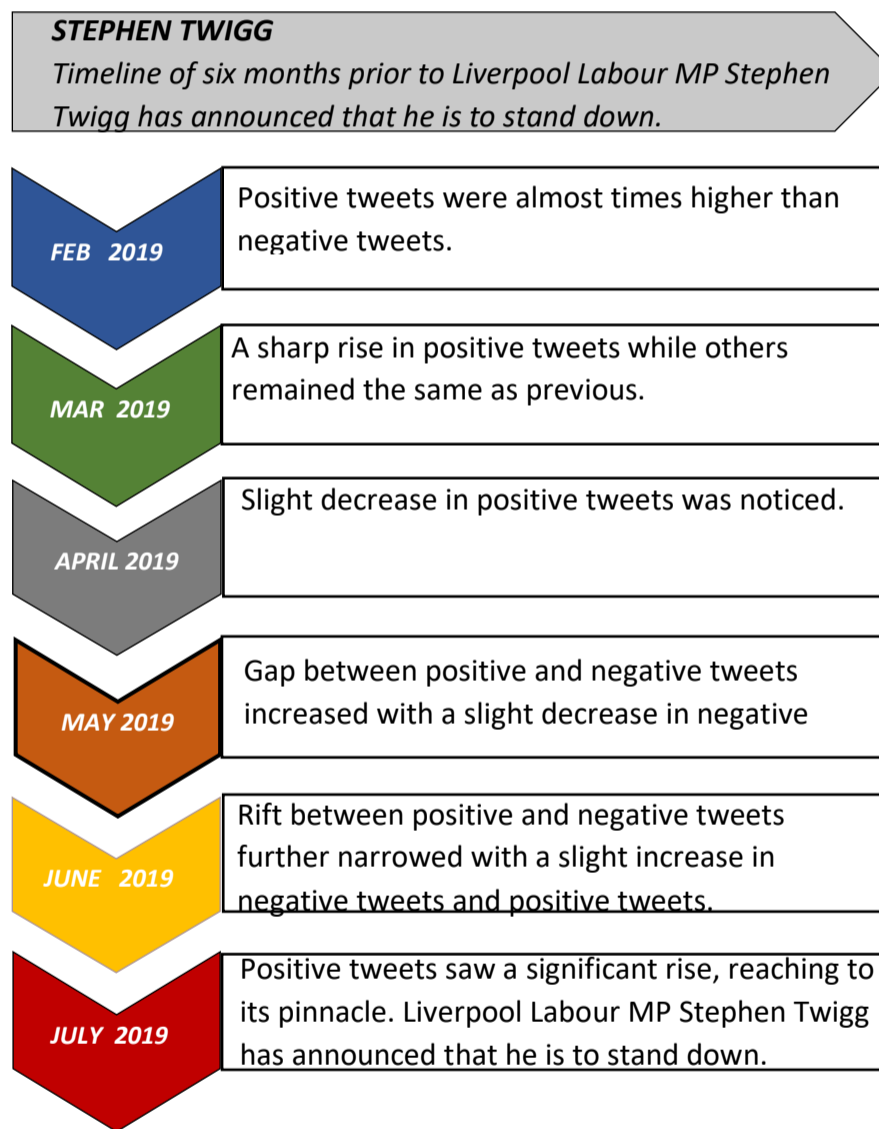 STEPHEN TWIGG
Timeline of six months prior to Liverpool Labour MP Stephen
Twigg has announced that he is to stand down.
FEB 2019
Positive tweets were almost times higher than
negative tweets.
MAR 2019
A sharp rise in positive tweets while others
remained the same as previous.
APRIL 2019
Slight decrease in positive tweets was noticed.
MAY 2019
Gap between positive and negative tweets
increased with a slight decrease in negative
JUNE 2019
Rift between positive and negative tweets
further narrowed with a slight increase in
negative tweets and positive tweets.
JULY 2019
Positive tweets saw a significant rise, reaching to
its pinnacle. Liverpool Labour MP Stephen Twigg
has announced that he is to stand down.